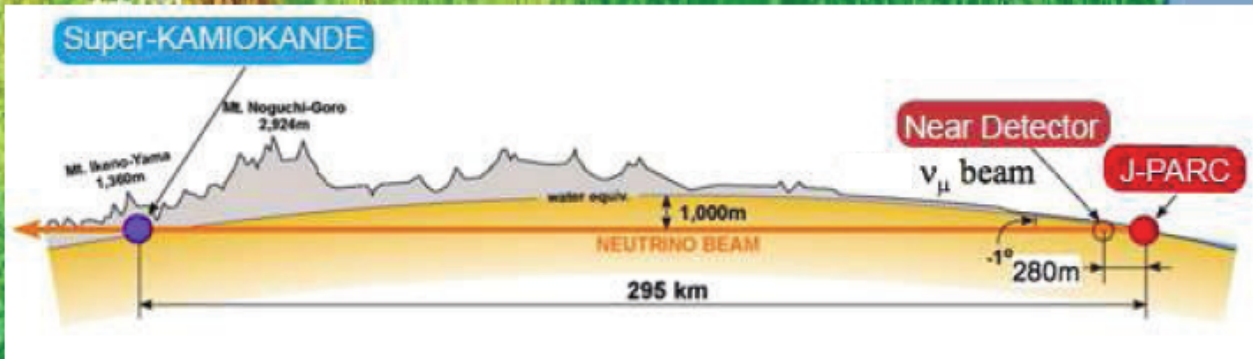 Super-KAMIOKANDE
Mt. Noguchi-Goro
2,924m
Mt. Ikeno-Yama
1,360m
Near Detector
J-PARC
νμ beam
water equiv.
1,000m
NEUTRINO BEAM
-1°
280m
295 km